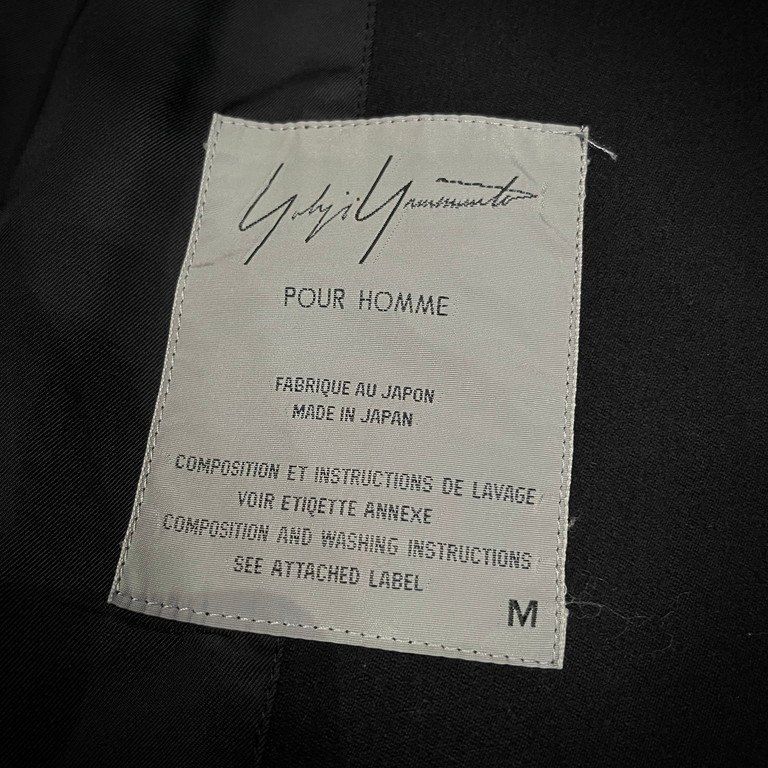 Yohji Yamamoto
POUR HOMME
FABRIQUE AU JAPON
MADE IN JAPAN
COMPOSITION ET INSTRUCTIONS DE LAVAGE
VOIR ETIQETTE ANNEXE
COMPOSITION AND WASHING INSTRUCTIONS
SEE ATTACHED LABEL
M